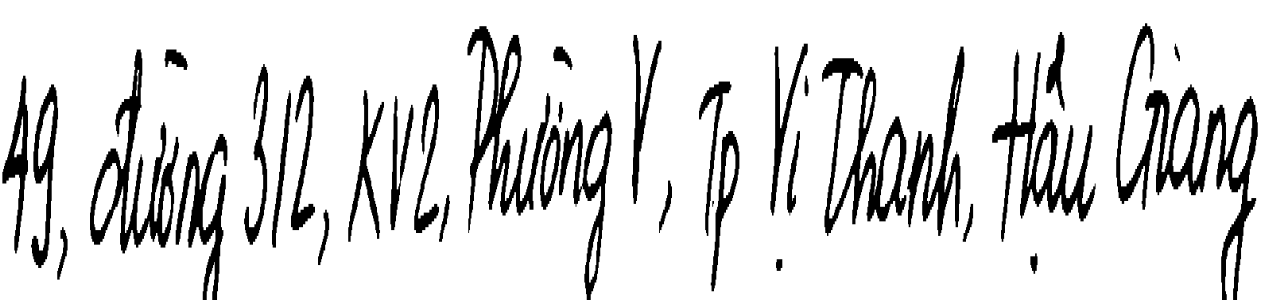 49, đường 312, KV2, Phường V, Tp Vị Thanh, Hậu Giang